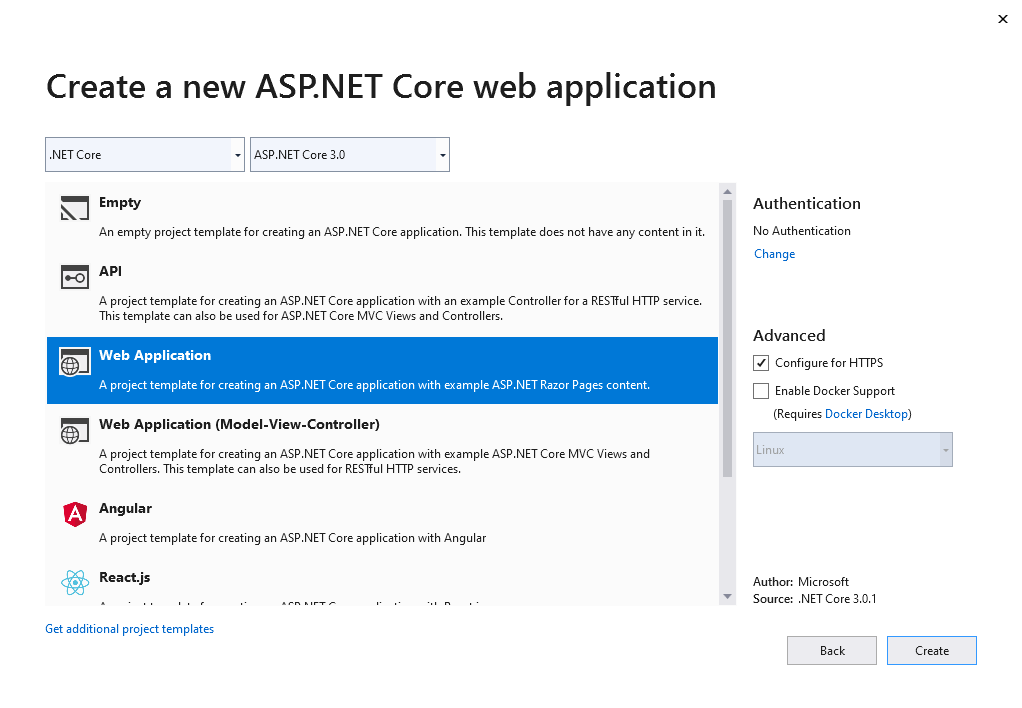 Create a new ASP.NET Core web application
.NET Core
ASP.NET Core 3.0
Empty
An empty project template for creating an ASP.NET Core application. This template does not have any content in it.
API
A project template for creating an ASP.NET Core application with an example Controller for a RESTful HTTP service.
This template can also be used for ASP.NET Core MVC Views and Controllers.
Web Application
A project template for creating an ASP.NET Core application with example ASP.NET Razor Pages content.
Web Application (Model-View-Controller)
A project template for creating an ASP.NET Core application with example ASP.NET Core MVC Views and
Controllers. This template can also be used for RESTful HTTP services.
Angular
A project template for creating an ASP.NET Core application with Angular
React.js
Get additional project templates
Authentication
No Authentication
Change
Advanced
Configure for HTTPS
Enable Docker Support
(Requires Docker Desktop)
Linux
Author: Microsoft
Source: .NET Core 3.0.1
Back
Create